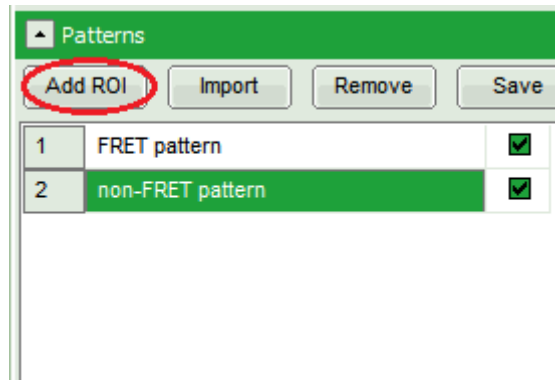 Patterns
Add ROI Import Remove Save
1 FRET pattern
2 non-FRET pattern